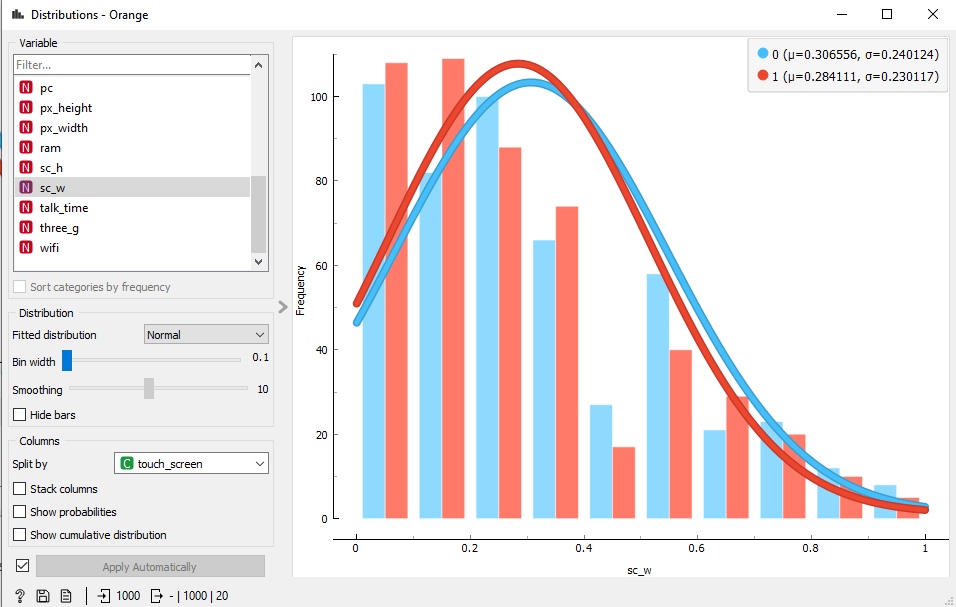 Distributions - Orange
Variable
Filter...
N pc
N px_height
N px_width
N ram
N sc_h
N sc_w
N talk_time
N three_g
N wifi
Sort categories by frequency
Distribution
Fitted distribution Normal
Bin width 0.1
Smoothing 10
Hide bars
Columns
Split by C touch_screen
Stack columns
Show probabilities
Show cumulative distribution
Apply Automatically
? 1000 - | 1000 | 20
0 (μ=0.306556, σ=0.240124)
1 (μ=0.284111, σ=0.230117)
Frequency
100
80
60
40
20
0
0 0.2 0.4 0.6 0.8 1
sc_w